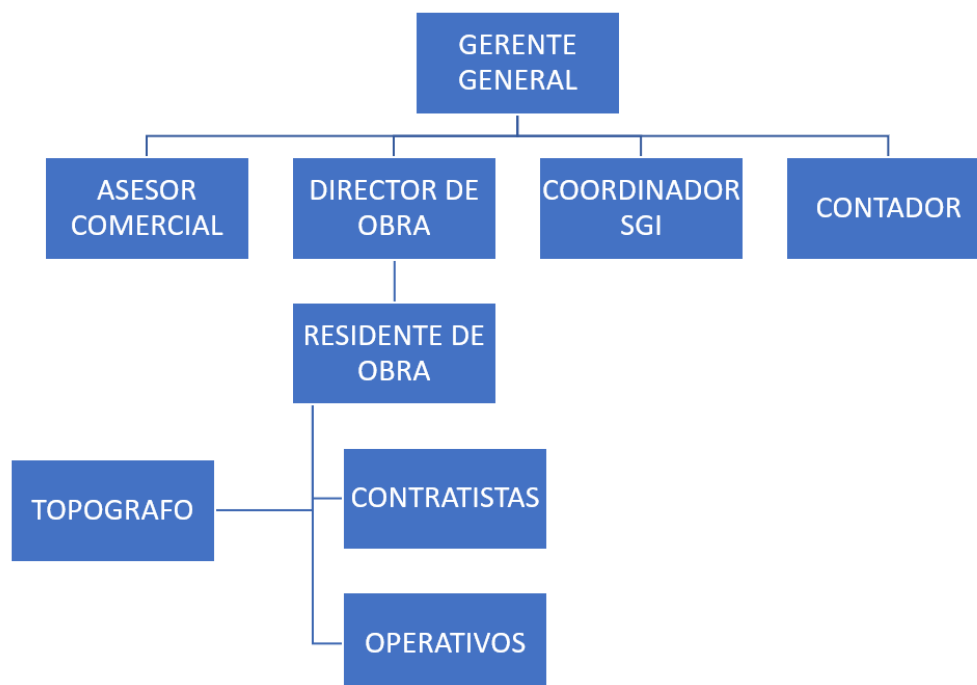 GERENTE
GENERAL
ASESOR
COMERCIAL
DIRECTOR DE
OBRA
COORDINADOR
SGI
CONTADOR
RESIDENTE DE
OBRA
TOPOGRAFO
CONTRATISTAS
OPERATIVOS